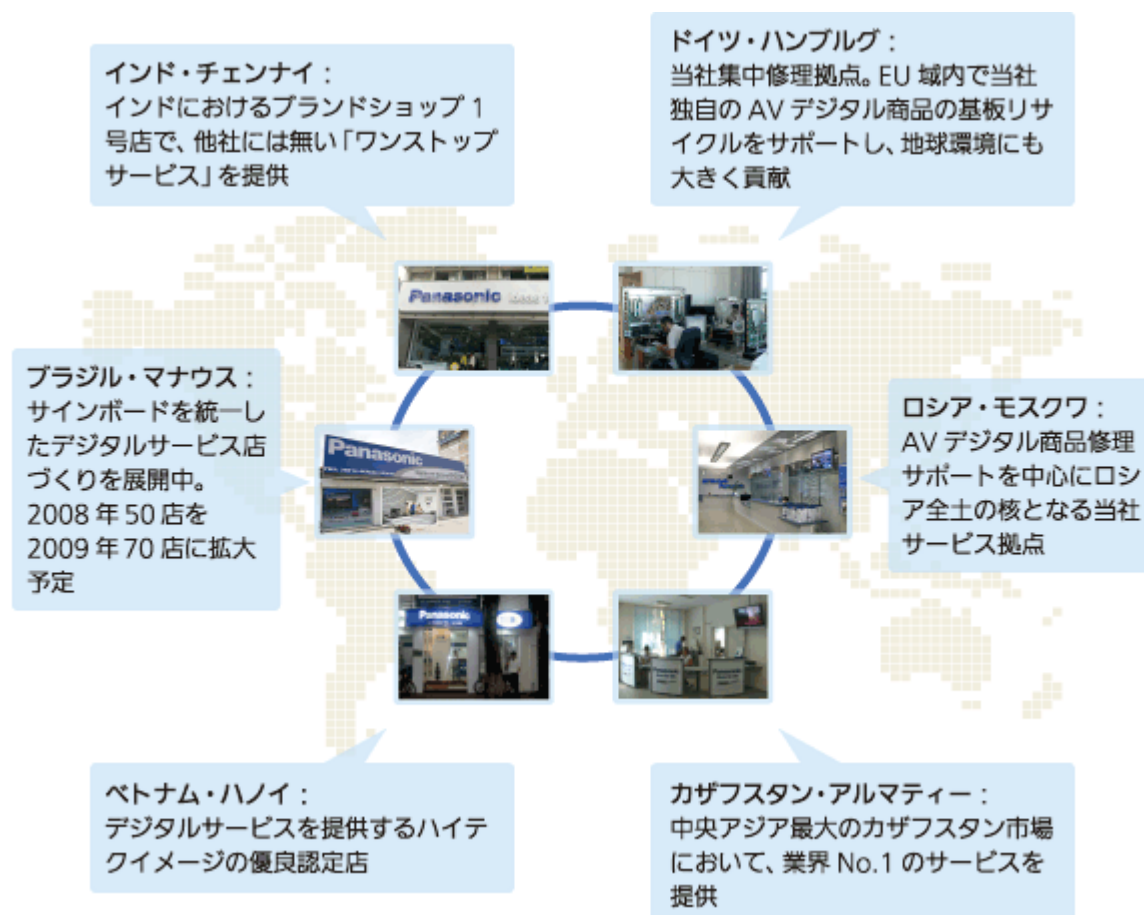 インド・チェンナイ：
インドにおけるブランドショップ 1
号店で、他社には無い「ワンストップ
サービス」を提供
ドイツ・ハンブルグ：
当社集中修理拠点。EU 域内で当社
独自の AV デジタル商品の基板リサ
イクルをサポートし、地球環境にも
大きく貢献
Panasonic
ブラジル・マナウス：
サインボードを統一し
たデジタルサービス店
づくりを展開中。
2008 年 50 店を
2009 年 70 店に拡大
予定
Panasonic
ロシア・モスクワ：
AV デジタル商品修理
サポートを中心にロシ
ア全土の核となる当社
サービス拠点
Panasonic
Panasonic
Panasonic
ベトナム・ハノイ：
デジタルサービスを提供するハイテ
クイメージの優良認定店
カザフスタン・アルマティー：
中央アジア最大のカザフスタン市場
において、業界 No.1 のサービスを
提供